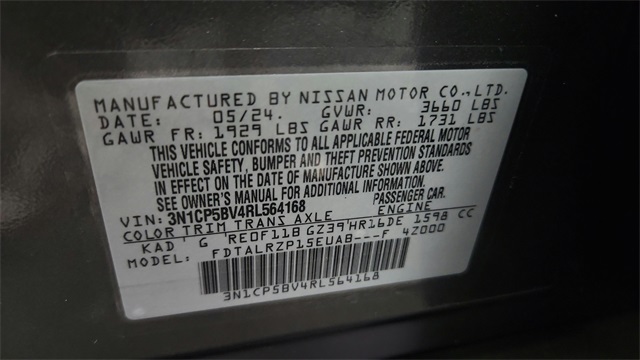 MANUFACTURED BY NISSAN MOTOR CO.,LTD.
DATE: 05/24. GVWR: 3660 LBS
GAWR FR: 1929 LBS GAWR RR: 1731 LBS
THIS VEHICLE CONFORMS TO ALL APPLICABLE FEDERAL MOTOR
VEHICLE SAFETY, BUMPER AND THEFT PREVENTION STANDARDS
IN EFFECT ON THE DATE OF MANUFACTURE SHOWN ABOVE.
SEE OWNER'S MANUAL FOR ADDITIONAL INFORMATION.
VIN: 3N1CP5BV4RL564168 PASSENGER CAR.
COLOR TRIM TRANS AXLE ENGINE
KAD G RE0F11B GZ39 HR16DE 1598 CC
MODEL: FDTALRZP15EUAB---F 4Z000
3N1CP5BV4RL564168